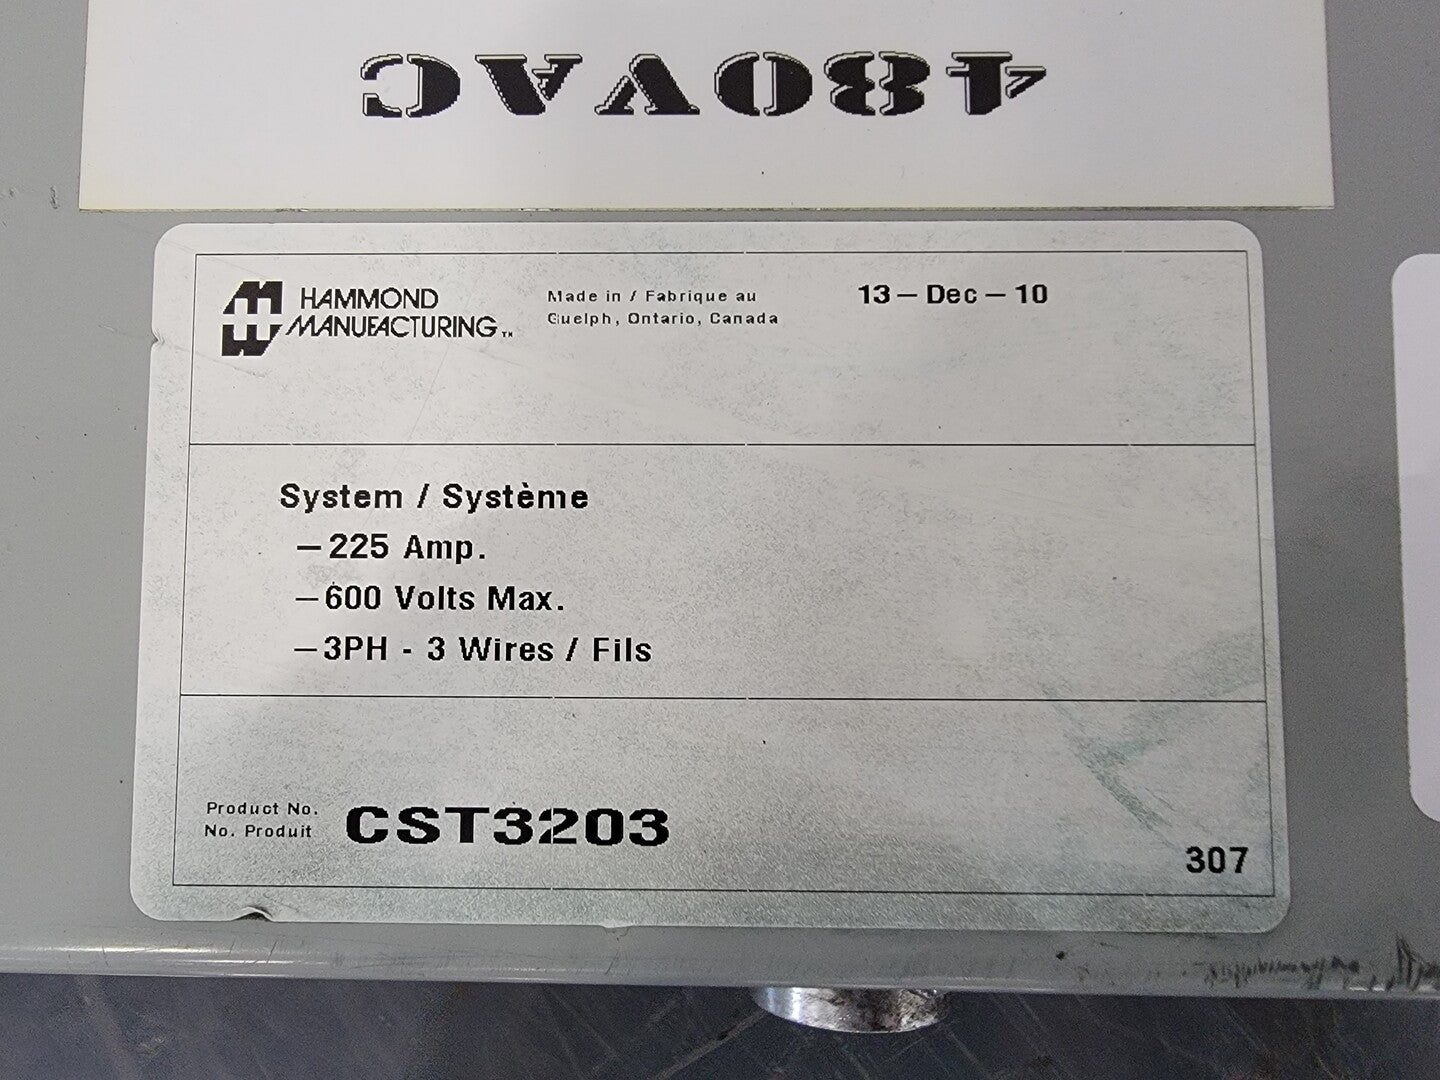 480VAC
HAMMOND
MANUFACTURING™
Made in / Fabrique au
Guelph, Ontario, Canada
13 – Dec – 10
System / Système
– 225 Amp.
– 600 Volts Max.
– 3PH - 3 Wires / Fils
Product No.
No. Produit
CST3203
307